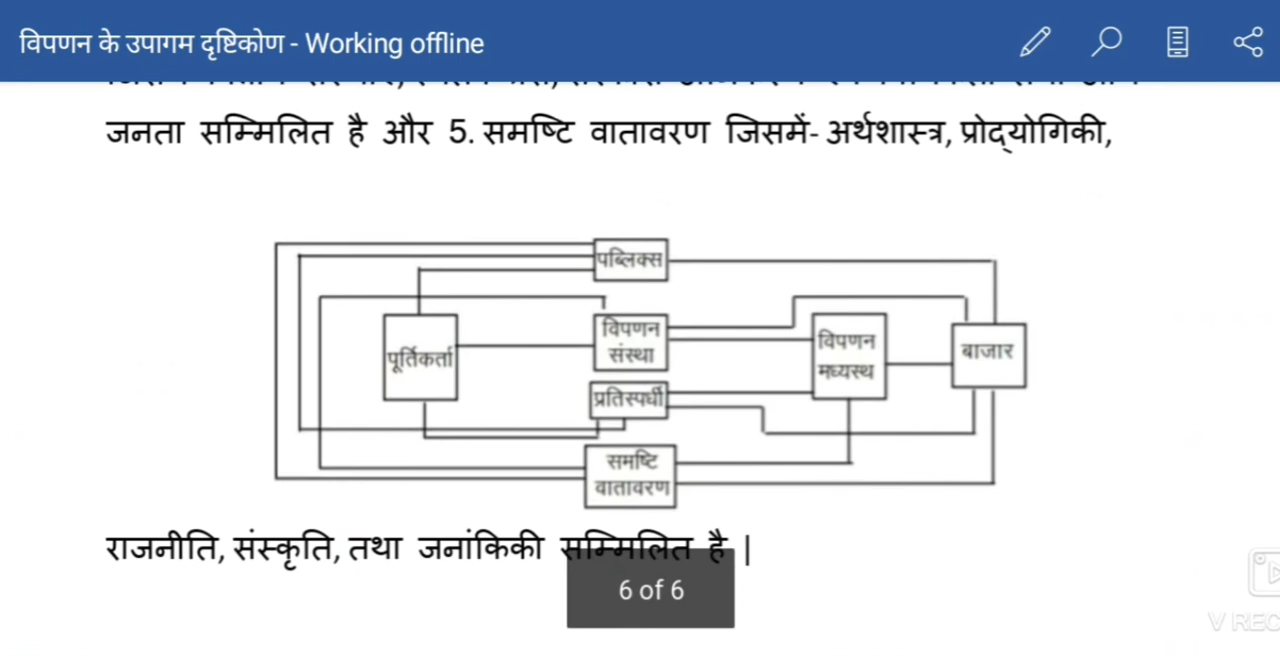 विपणन के उपागम दृष्टिकोण - Working offline
जनता सम्मिलित है और 5. समष्टि वातावरण जिसमें- अर्थशास्त्र, प्रोद्योगिकी,
पब्लिक्स
विपणन
संस्था
विपणन
मध्यस्थ
बाजार
पूर्तिकर्ता
प्रतिस्पर्धी
समष्टि
वातावरण
राजनीति, संस्कृति, तथा जनांकिकी सम्मिलित है |
6 of 6
V REC